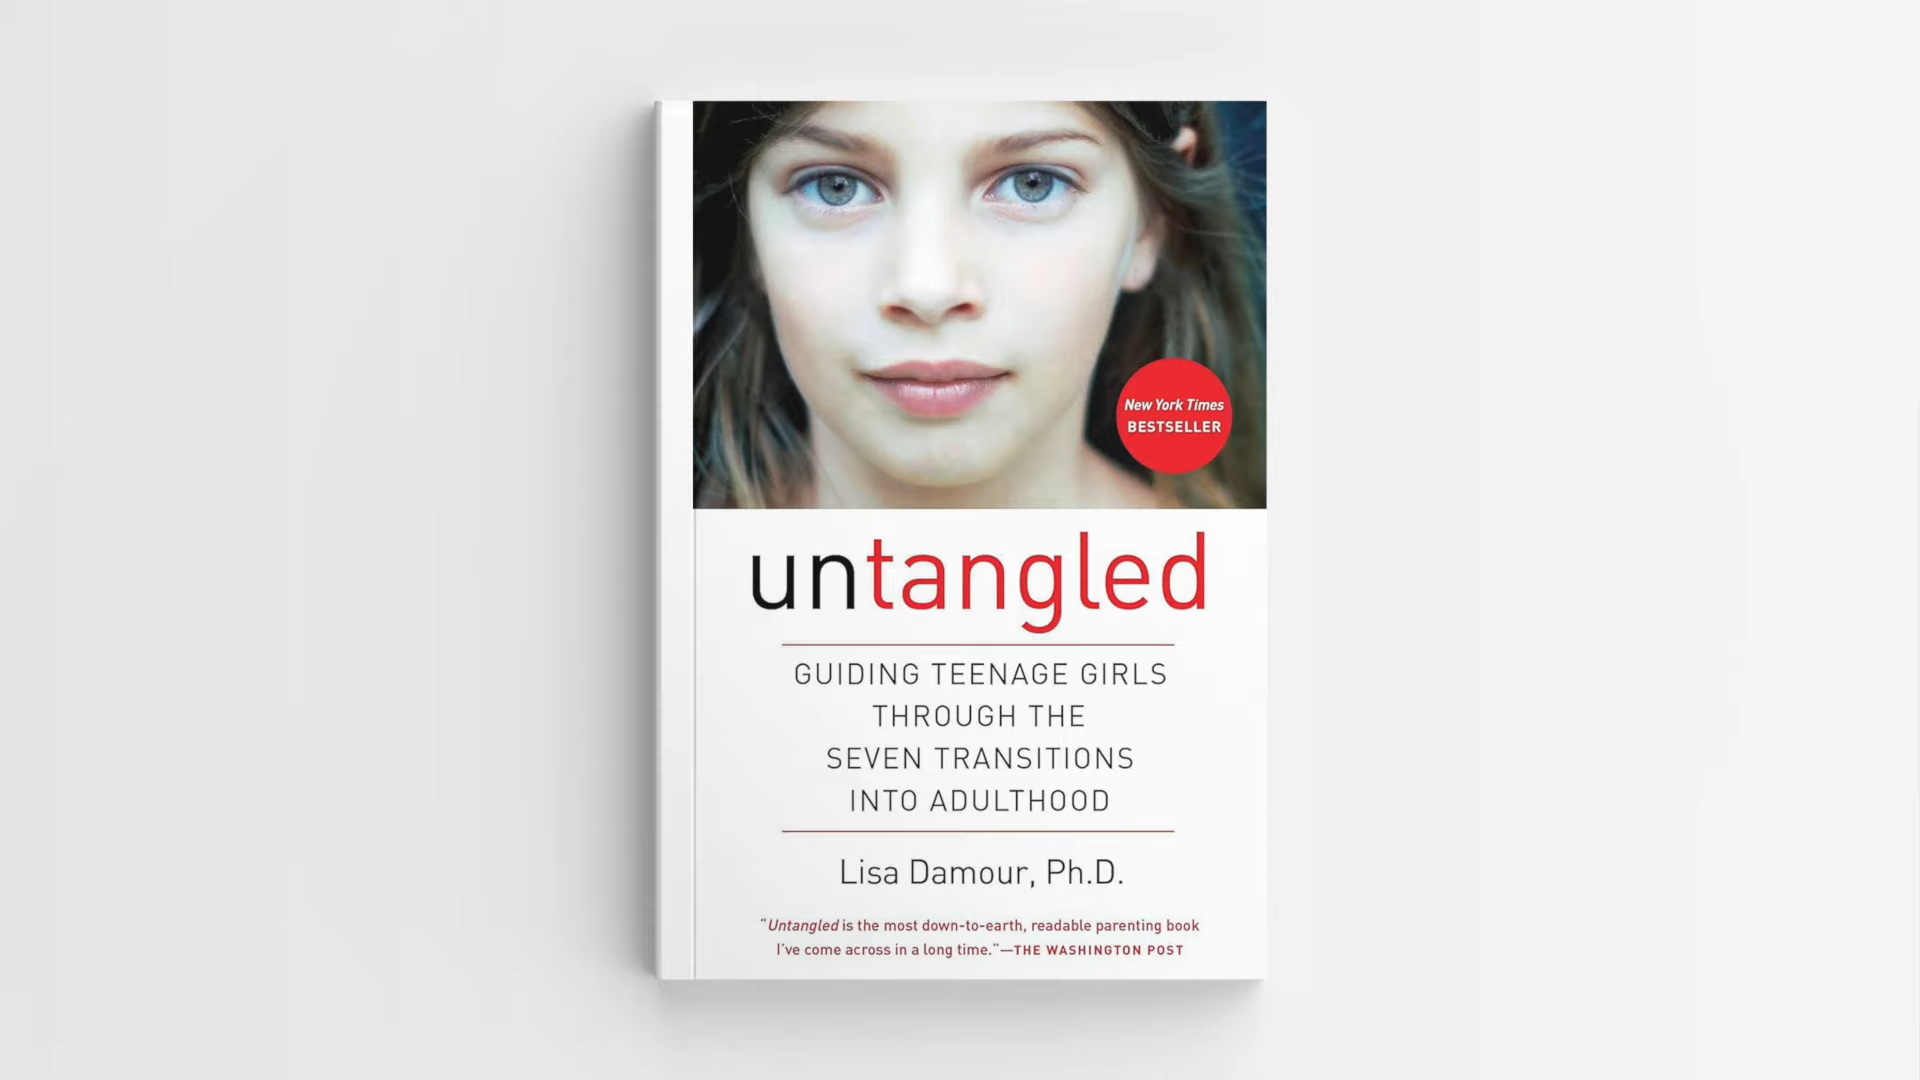 New York Times
BESTSELLER
untangled
GUIDING TEENAGE GIRLS
THROUGH THE
SEVEN TRANSITIONS
INTO ADULTHOOD
Lisa Damour, Ph.D.
“Untangled is the most down-to-earth, readable parenting book
I’ve come across in a long time.”—THE WASHINGTON POST